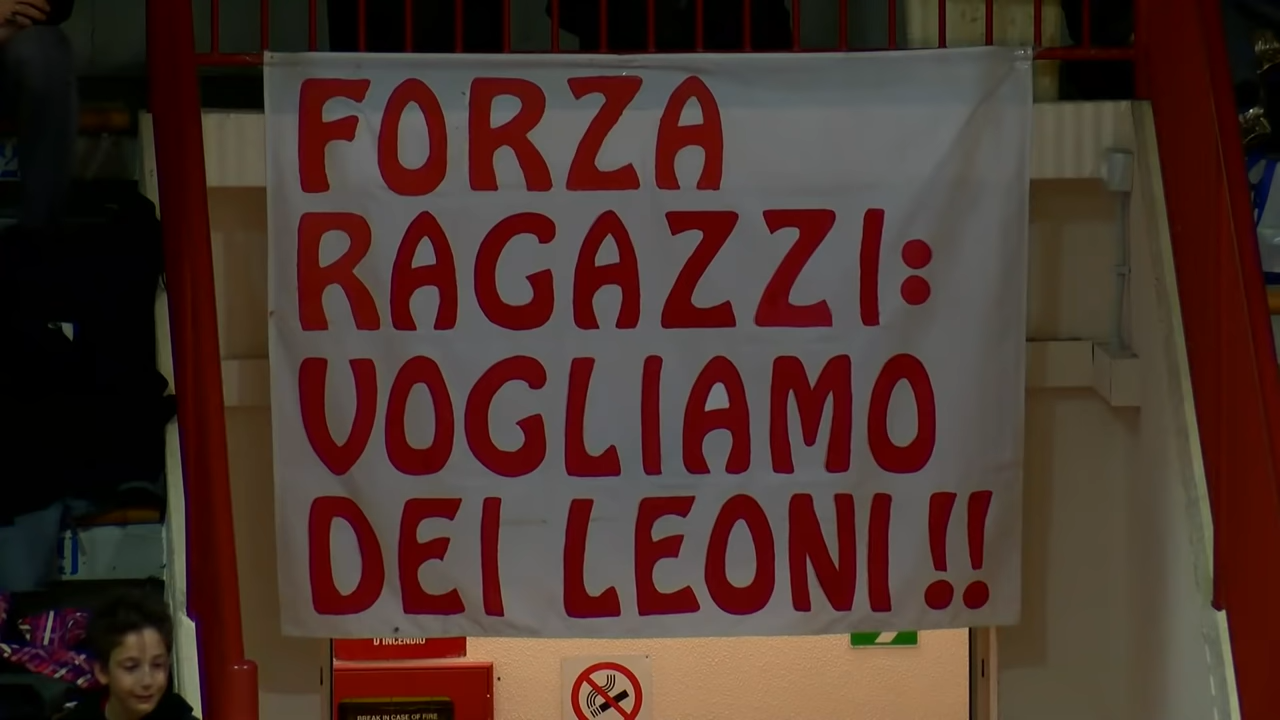 FORZA
RAGAZZI:
VOGLIAMO
DEI LEONI!!
D'INCENDIO
BREAK IN CASE OF FIRE